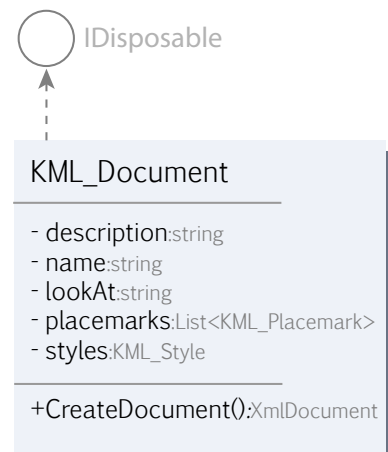 IDisposable
KML_Document
- description:string
- name:string
- lookAt:string
- placemarks:List<KML_Placemark>
- styles:KML_Style
+CreateDocument():XmlDocument